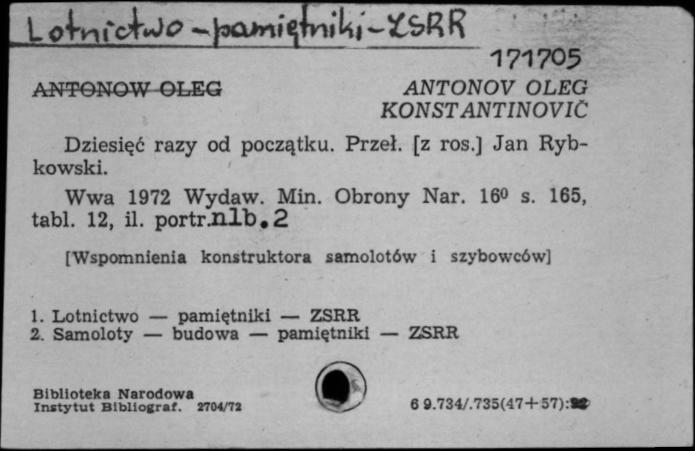 Lotnictwo - pamiętniki - ZSRR
171705
ANTONOW OLEG ANTONOV OLEG
KONSTANTINOVIČ
Dziesięć razy od początku. Przeł. [z ros.] Jan Ryb-
kowski.
Wwa 1972 Wydaw. Min. Obrony Nar. 16⁰ s. 165,
tabl. 12, il. portr.nlb.2
[Wspomnienia konstruktora samolotów i szybowców]
1. Lotnictwo — pamiętniki — ZSRR
2. Samoloty — budowa — pamiętniki — ZSRR
Biblioteka Narodowa
Instytut Bibliograf. 2704/72
6 9.734/.735(47+57):